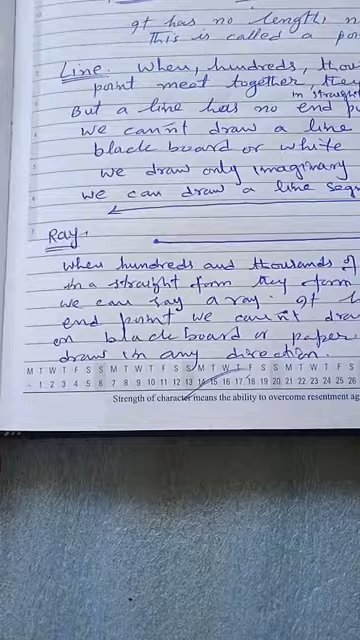 It has no length, n
This is called a po
Line. When, hundreds, thou
point meet together, the
in straight
But a line has no end p
we cann't draw a line
black board or white
we draw only imaginary
we can draw a line seg
Ray→
When hundreds and thousands of
in a straight form they form
we can say a ray. It h
end point we cann't dra
on black board or paper
draw in any direction.
M T W T F S S M T W T F S S M T W T F S S M T W T F
- 1 2 3 4 5 6 7 8 9 10 11 12 13 14 15 16 17 18 19 20 21 22 23 24 25 26
Strength of character means the ability to overcome resentment ag